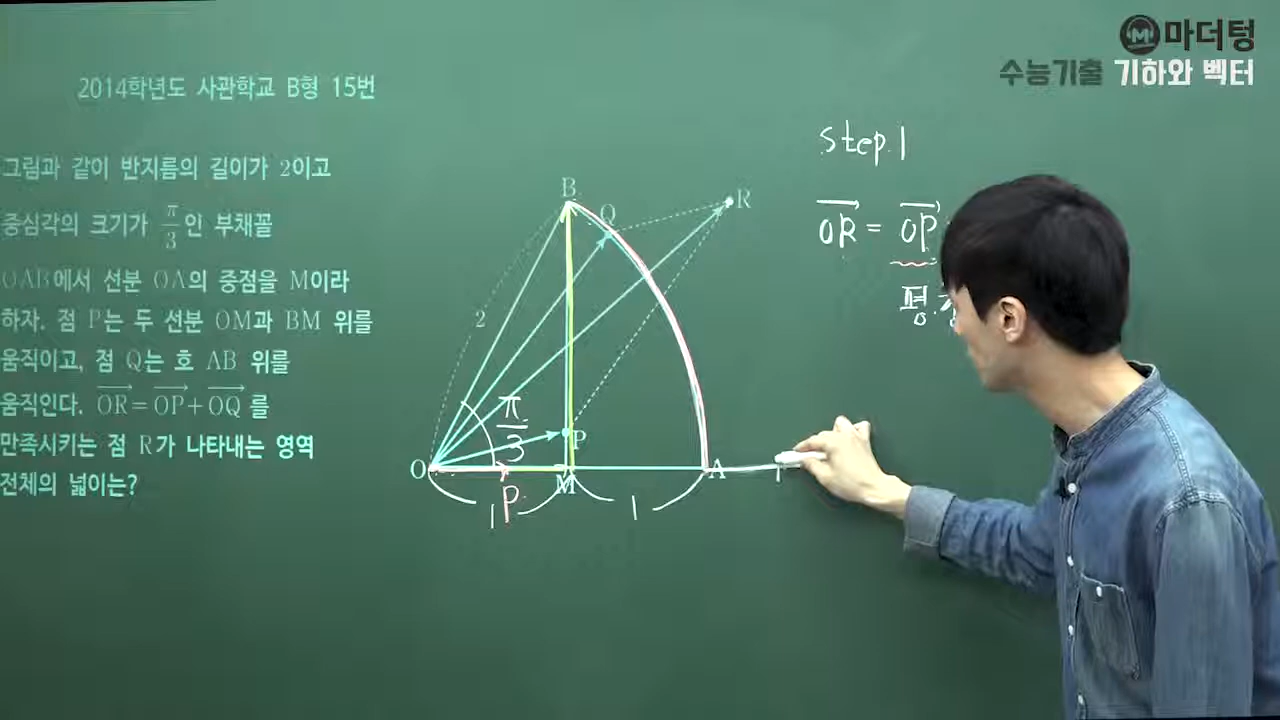 마더텅
수능기출 기하와 벡터
2014학년도 사관학교 B형 15번
그림과 같이 반지름의 길이가 2이고
중심각의 크기가 π/3인 부채꼴
OAB에서 선분 OA의 중점을 M이라
하자. 점 P는 두 선분 OM과 BM 위를
움직이고, 점 Q는 호 AB 위를
움직인다. \overrightarrow{OR}=\overrightarrow{OP}+\overrightarrow{OQ} 를
만족시키는 점 R가 나타내는 영역
전체의 넓이는?
B
Q
R
2
π/3
P
O
M
A
1
P
1
step.1
\overrightarrow{OR} = \overrightarrow{OP}
평